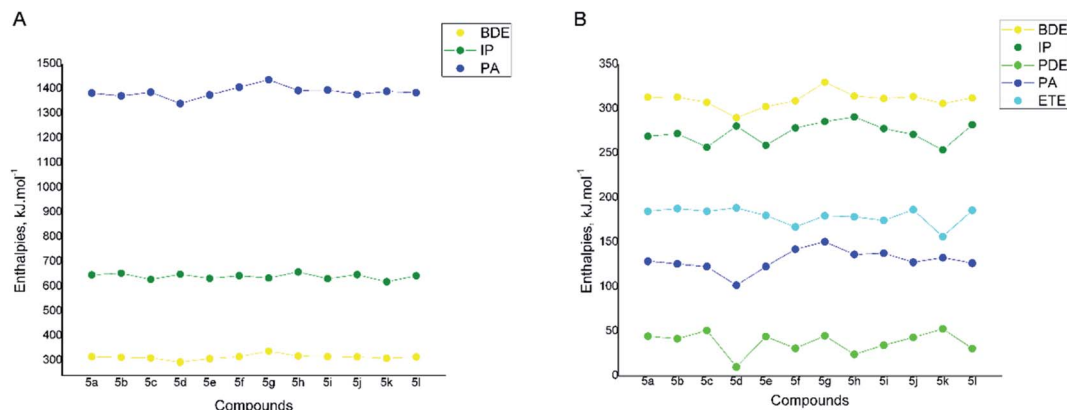 A
BDE
IP
PA
1500
1400
1300
1200
1100
1000
900
800
700
600
500
400
300
Enthalpies, kJ.mol-1
5a 5b 5c 5d 5e 5f 5g 5h 5i 5j 5k 5l
Compounds
B
BDE
IP
PDE
PA
ETE
350
300
250
200
150
100
50
0
Enthalpies, kJ.mol-1
5a 5b 5c 5d 5e 5f 5g 5h 5i 5j 5k 5l
Compounds